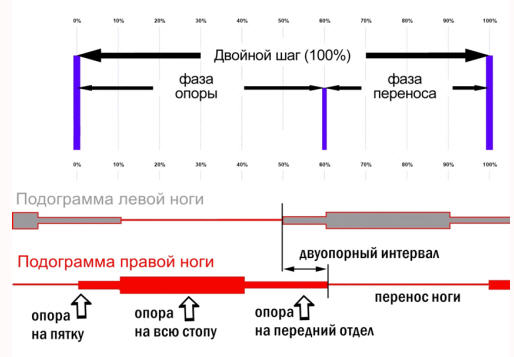 0% 10% 20% 30% 40% 50% 60% 70% 80% 90% 100%
Двойной шаг (100%)
фаза опоры
фаза переноса
0% 10% 20% 30% 40% 50% 60% 70% 80% 90% 100%
Подограмма левой ноги
двуопорный интервал
Подограмма правой ноги
перенос ноги
опора на пятку
опора на всю стопу
опора на передний отдел